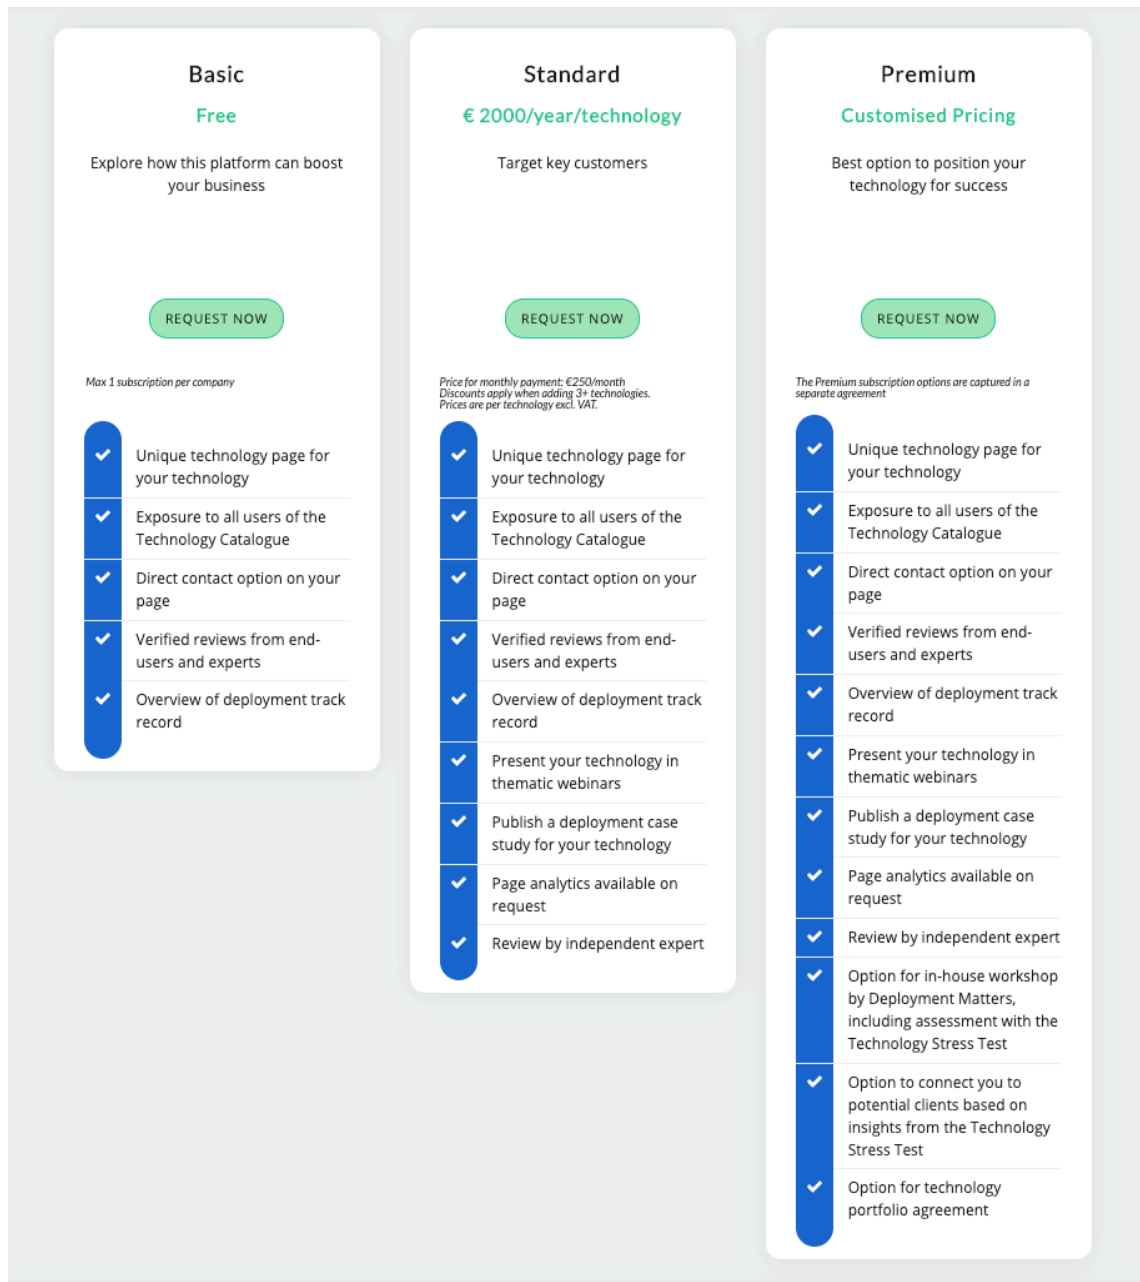 Basic
Free
Explore how this platform can boost
your business
REQUEST NOW
Max 1 subscription per company
Unique technology page for
your technology
Exposure to all users of the
Technology Catalogue
Direct contact option on your
page
Verified reviews from end-
users and experts
Overview of deployment track
record
Standard
€ 2000/year/technology
Target key customers
REQUEST NOW
Price for monthly payment: €250/month
Discounts apply when adding 3+ technologies.
Prices are per technology excl. VAT.
Unique technology page for
your technology
Exposure to all users of the
Technology Catalogue
Direct contact option on your
page
Verified reviews from end-
users and experts
Overview of deployment track
record
Present your technology in
thematic webinars
Publish a deployment case
study for your technology
Page analytics available on
request
Review by independent expert
Premium
Customised Pricing
Best option to position your
technology for success
REQUEST NOW
The Premium subscription options are captured in a
separate agreement
Unique technology page for
your technology
Exposure to all users of the
Technology Catalogue
Direct contact option on your
page
Verified reviews from end-
users and experts
Overview of deployment track
record
Present your technology in
thematic webinars
Publish a deployment case
study for your technology
Page analytics available on
request
Review by independent expert
Option for in-house workshop
by Deployment Matters,
including assessment with the
Technology Stress Test
Option to connect you to
potential clients based on
insights from the Technology
Stress Test
Option for technology
portfolio agreement